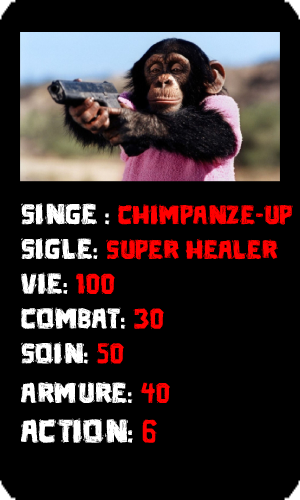 SINGE : CHIMPANZE-UP
SIGLE: SUPER HEALER
VIE: 100
COMBAT: 30
SOIN: 50
ARMURE: 40
ACTION: 6